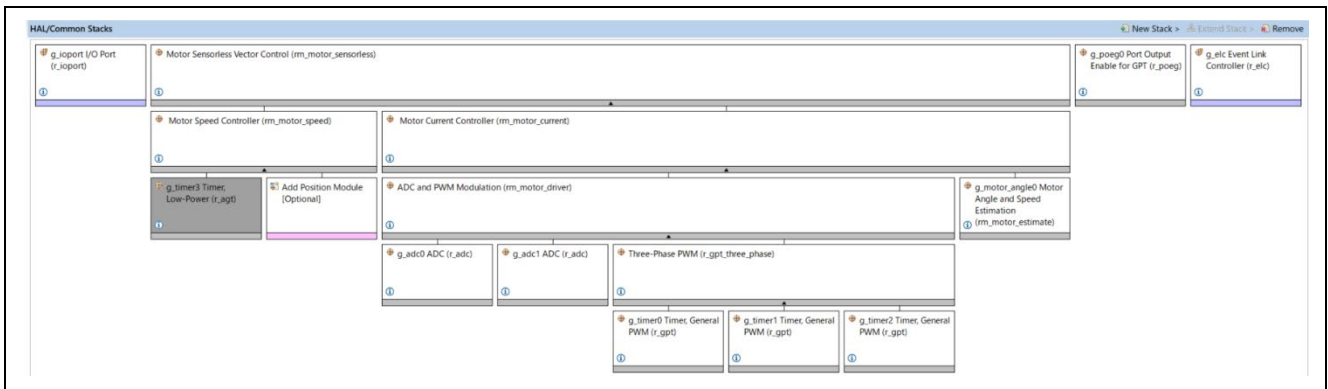 HAL/Common Stacks
New Stack > Extend Stack > Remove
g_ioport I/O Port
(r_ioport)
Motor Sensorless Vector Control (rm_motor_sensorless)
g_poeg0 Port Output
Enable for GPT (r_poeg)
g_elc Event Link
Controller (r_elc)
Motor Speed Controller (rm_motor_speed)
Motor Current Controller (rm_motor_current)
g_timer3 Timer,
Low-Power (r_agt)
Add Position Module
[Optional]
ADC and PWM Modulation (rm_motor_driver)
g_motor_angle0 Motor
Angle and Speed
Estimation
(rm_motor_estimate)
g_adc0 ADC (r_adc)
g_adc1 ADC (r_adc)
Three-Phase PWM (r_gpt_three_phase)
g_timer0 Timer, General
PWM (r_gpt)
g_timer1 Timer, General
PWM (r_gpt)
g_timer2 Timer, General
PWM (r_gpt)